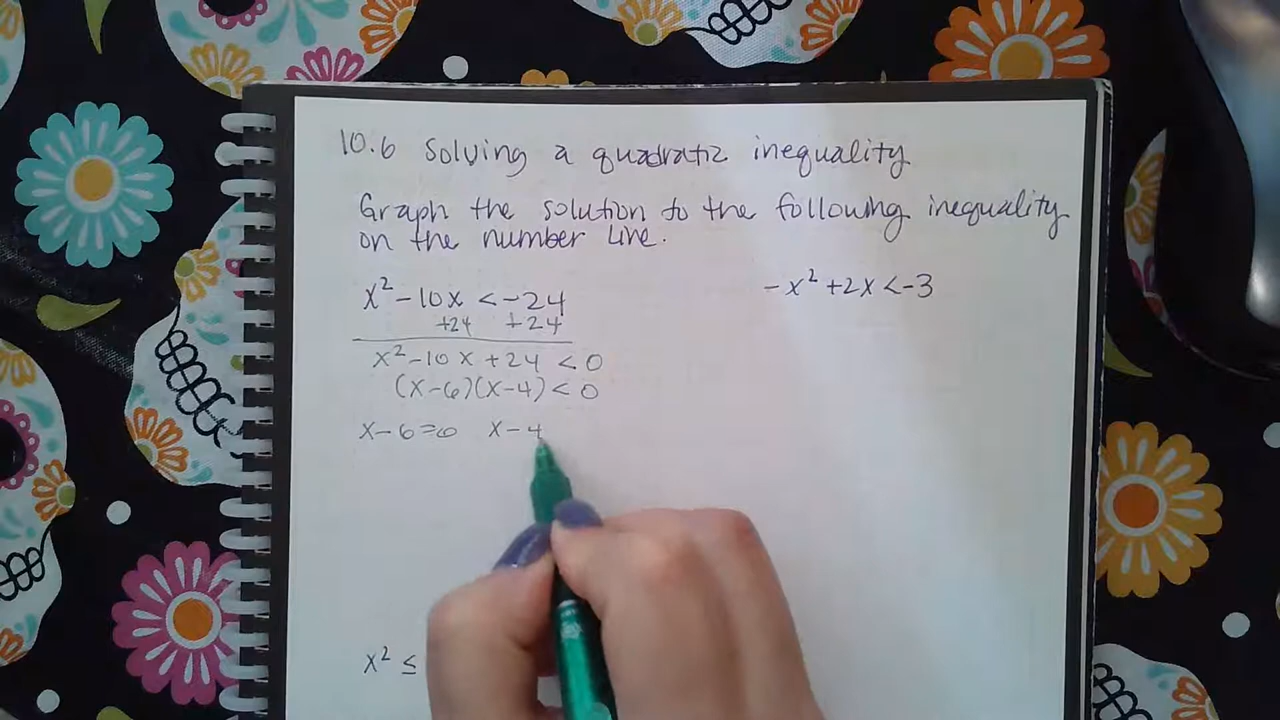 10.6 Solving a quadratic inequality
Graph the solution to the following inequality
on the number line.
x² - 10x < -24
+24 +24
x² - 10x + 24 < 0
(x-6)(x-4) < 0
x-6=0 x-4
x² ≤
-x² + 2x < -3